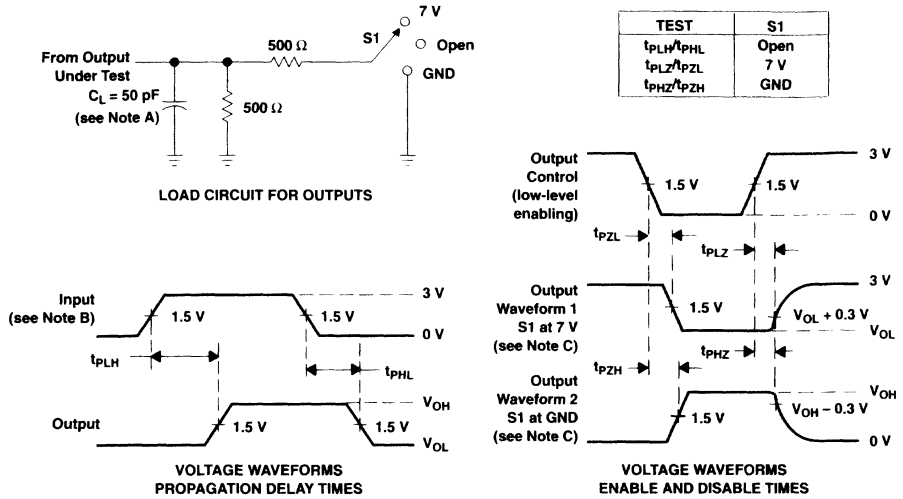 7 V
S1
Open
GND
500 Ω
From Output
Under Test
CL = 50 pF
(see Note A)
500 Ω
LOAD CIRCUIT FOR OUTPUTS
TEST S1
tPLH/tPHL Open
tPLZ/tPZL 7 V
tPHZ/tPZH GND
Input
(see Note B)
1.5 V
1.5 V
3 V
0 V
tPLH
tPHL
Output
1.5 V
1.5 V
VOH
VOL
VOLTAGE WAVEFORMS
PROPAGATION DELAY TIMES
Output
Control
(low-level
enabling)
1.5 V
1.5 V
3 V
0 V
tPZL
tPLZ
Output
Waveform 1
S1 at 7 V
(see Note C)
1.5 V
3 V
VOL + 0.3 V
VOL
tPZH
tPHZ
Output
Waveform 2
S1 at GND
(see Note C)
1.5 V
VOH
VOH − 0.3 V
0 V
VOLTAGE WAVEFORMS
ENABLE AND DISABLE TIMES